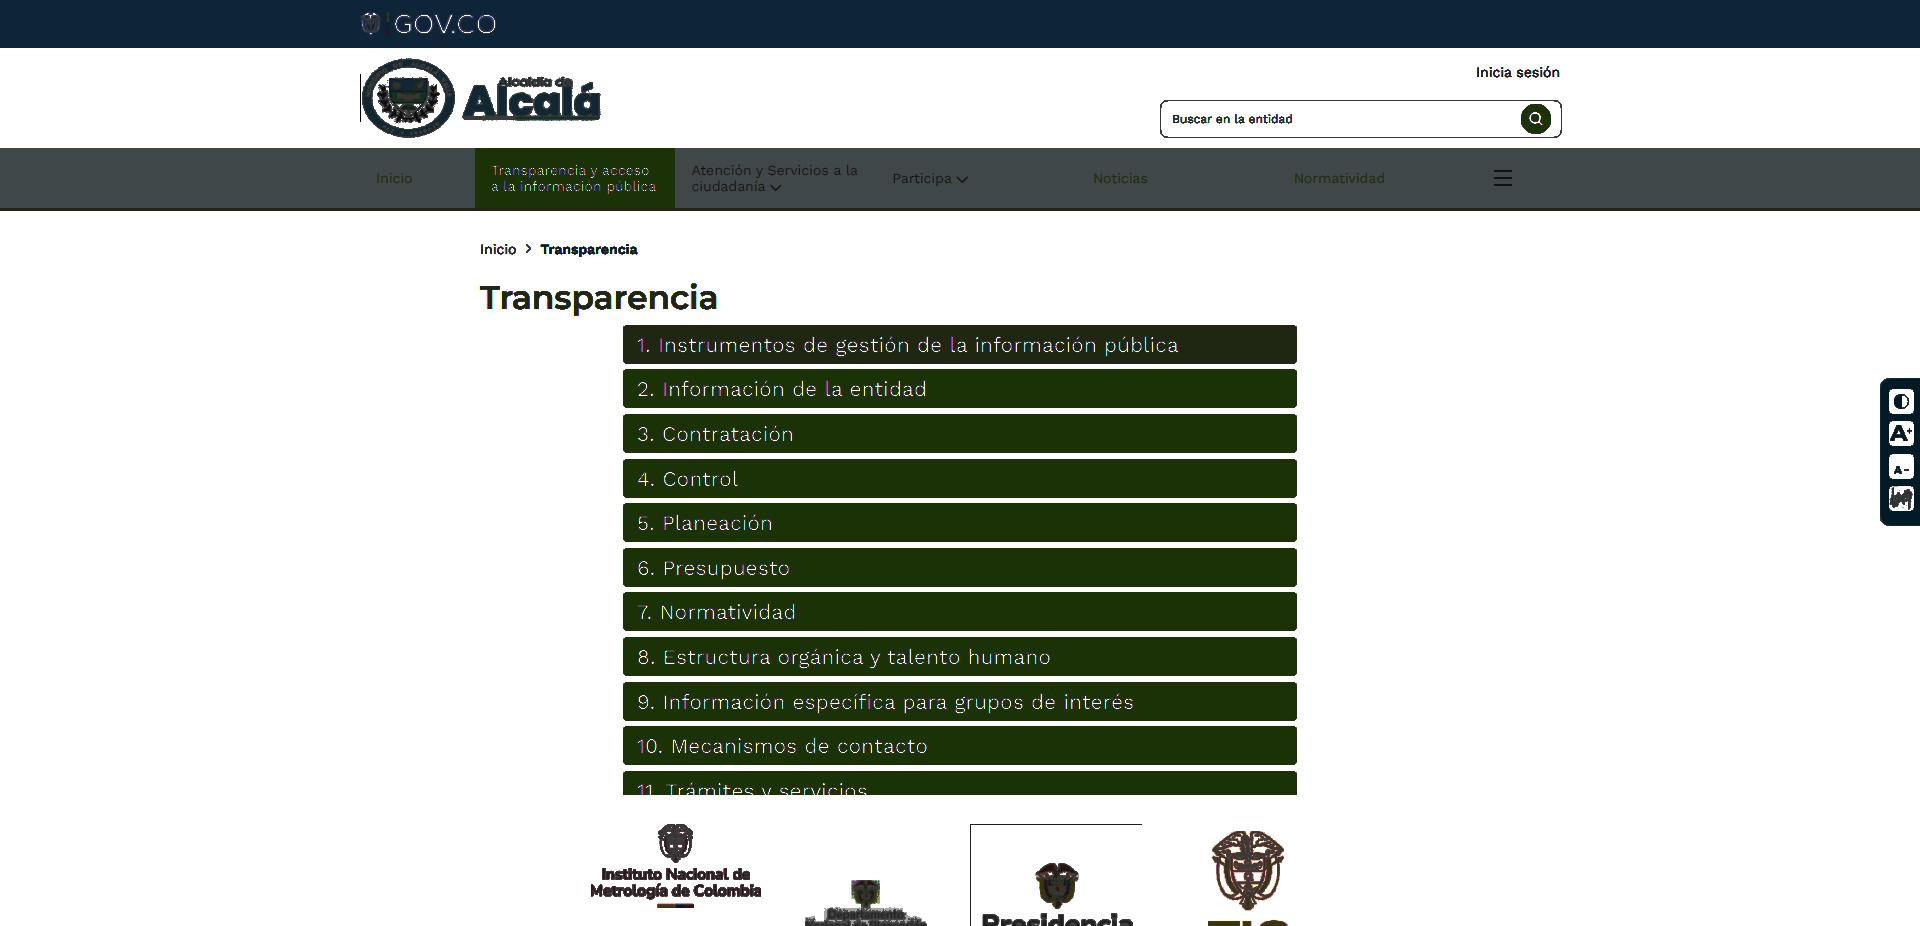 GOV.CO
Alcaldía de
Alcalá
Inicia sesión
Buscar en la entidad
Inicio
Transparencia y acceso
a la información pública
Atención y Servicios a la
ciudadanía
Participa
Noticias
Normatividad
Inicio > Transparencia
Transparencia
1. Instrumentos de gestión de la información pública
2. Información de la entidad
3. Contratación
4. Control
5. Planeación
6. Presupuesto
7. Normatividad
8. Estructura orgánica y talento humano
9. Información específica para grupos de interés
10. Mecanismos de contacto
11. Trámites y servicios
A+
A-
Instituto Nacional de
Metrología de Colombia
Departamento
Presidencia